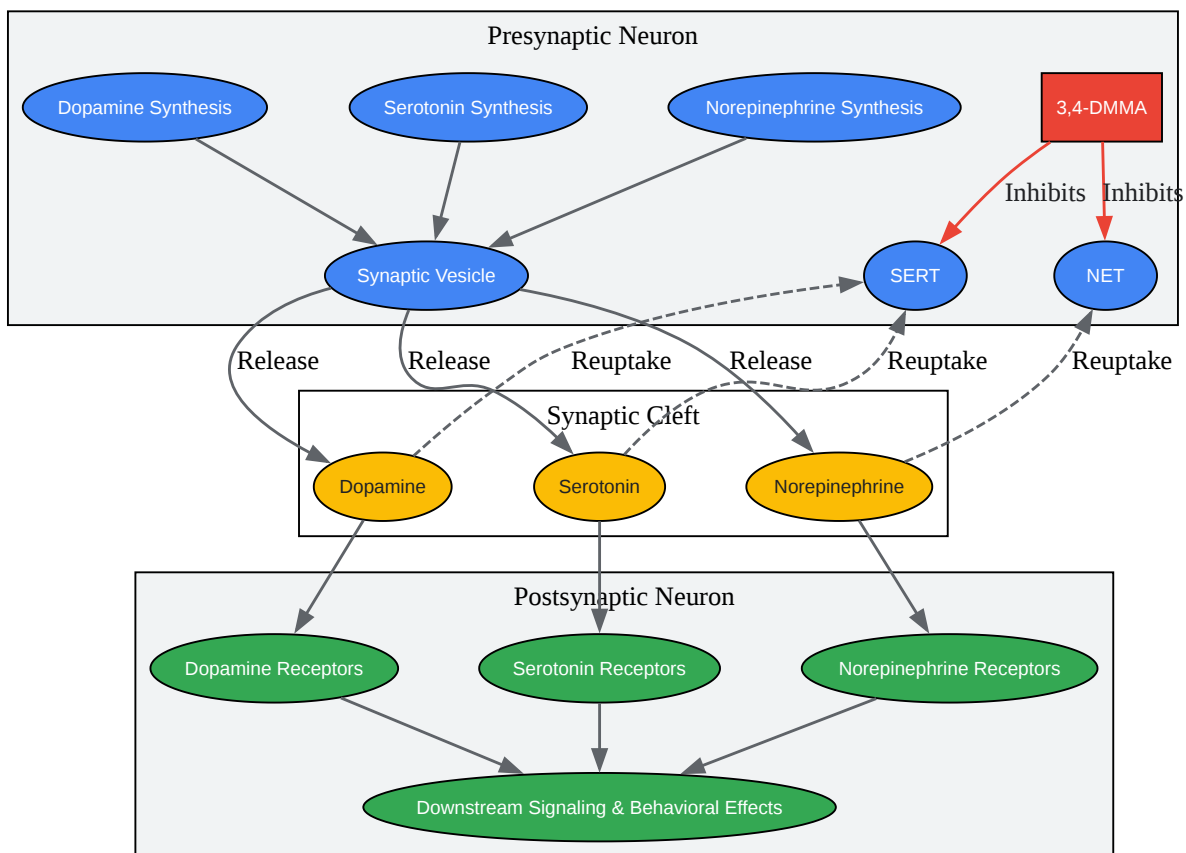 Presynaptic Neuron
Dopamine Synthesis
Serotonin Synthesis
Norepinephrine Synthesis
3,4-DMMA
Inhibits
Inhibits
Synaptic Vesicle
SERT
NET
Release
Reuptake
Release
Release
Reuptake
Reuptake
Synaptic Cleft
Dopamine
Serotonin
Norepinephrine
Postsynaptic Neuron
Dopamine Receptors
Serotonin Receptors
Norepinephrine Receptors
Downstream Signaling & Behavioral Effects